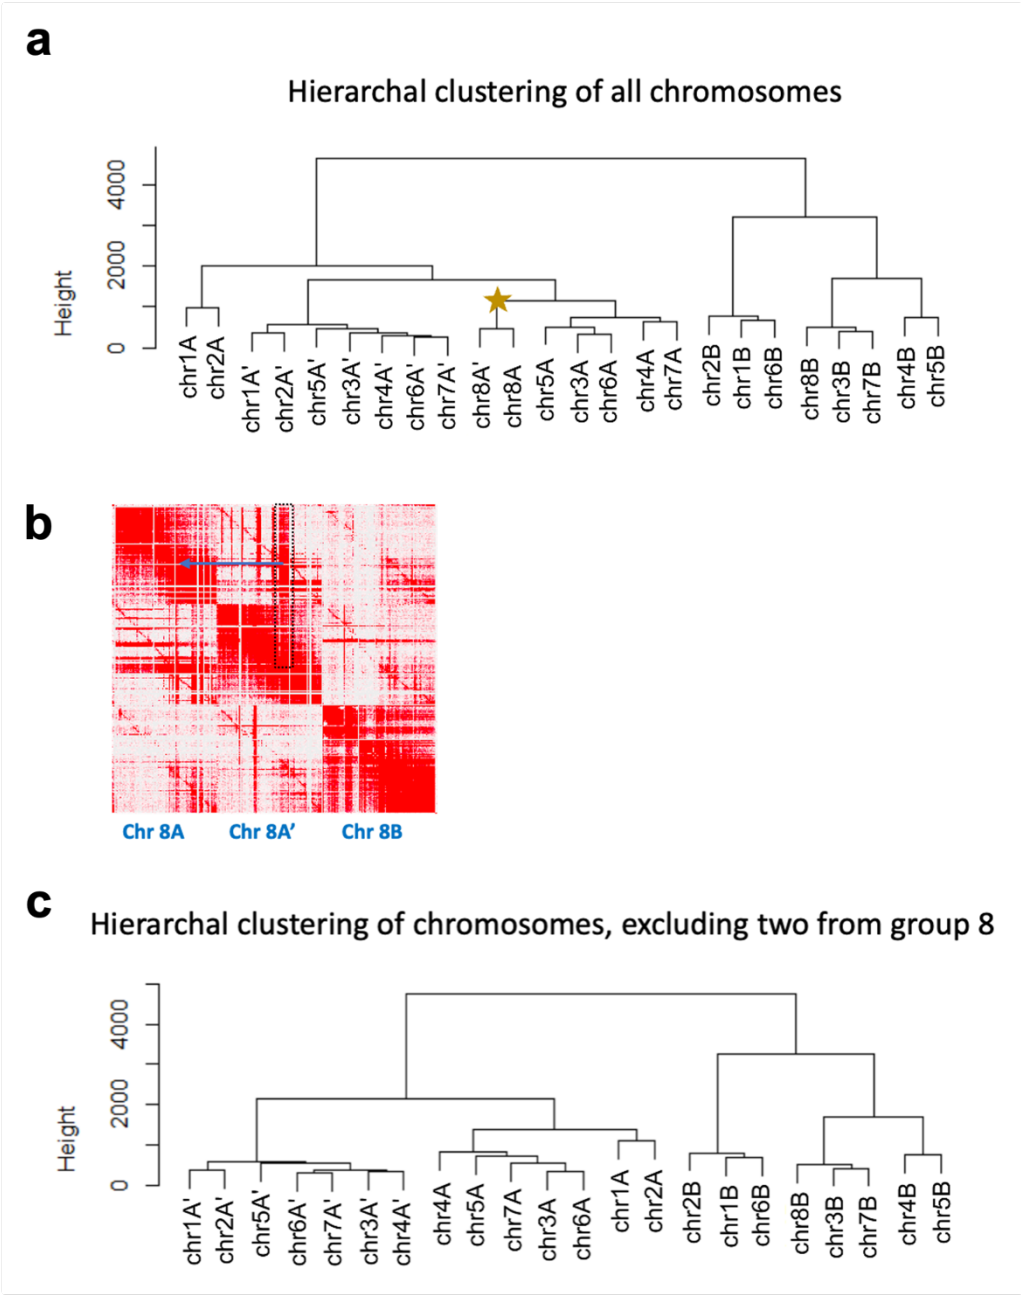 a
Hierarchal clustering of all chromosomes
Height
0
2000
4000
chr1A
chr2A
chr1A'
chr2A'
chr5A'
chr3A'
chr4A'
chr6A'
chr7A'
chr8A'
chr8A
chr5A
chr3A
chr6A
chr4A
chr7A
chr2B
chr1B
chr6B
chr8B
chr3B
chr7B
chr4B
chr5B
b
Chr 8A
Chr 8A’
Chr 8B
c
Hierarchal clustering of chromosomes, excluding two from group 8
Height
0
2000
4000
chr1A'
chr2A'
chr5A'
chr6A'
chr7A'
chr3A'
chr4A'
chr4A
chr5A
chr7A
chr3A
chr6A
chr1A
chr2A
chr2B
chr1B
chr6B
chr8B
chr3B
chr7B
chr4B
chr5B